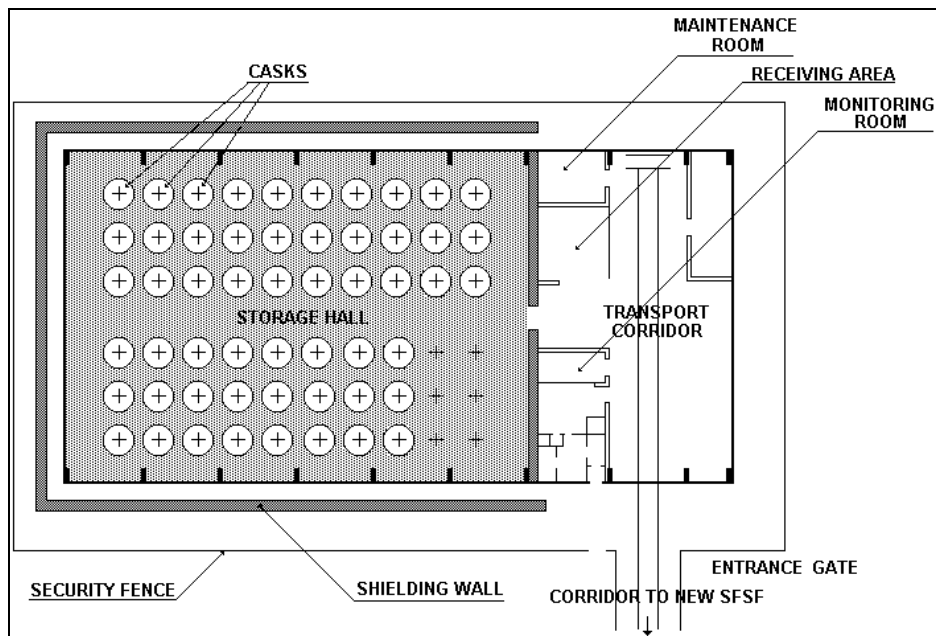 MAINTENANCE
ROOM
CASKS
RECEIVING AREA
MONITORING
ROOM
STORAGE HALL
TRANSPORT
CORRIDOR
ENTRANCE GATE
SECURITY FENCE
SHIELDING WALL
CORRIDOR TO NEW SFSF